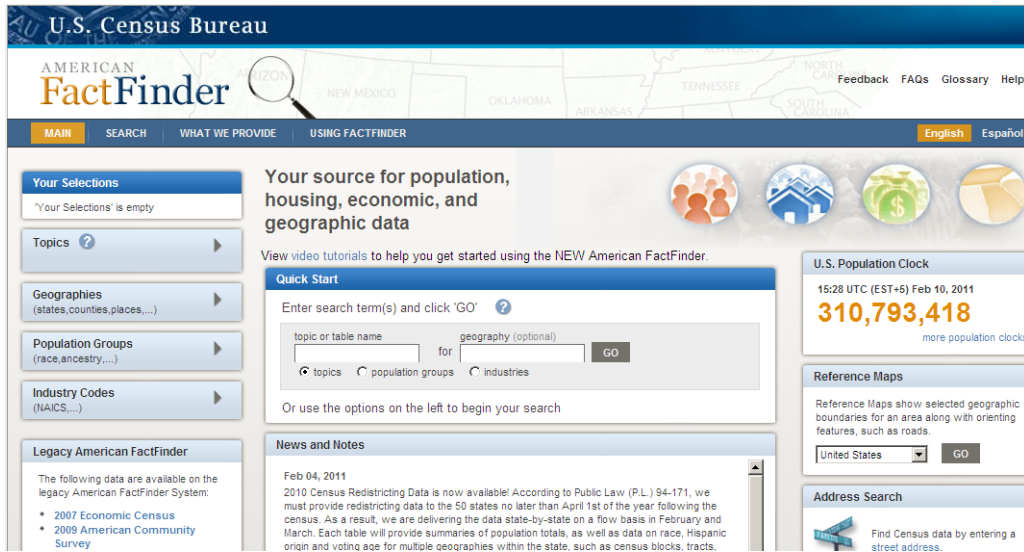 U.S. Census Bureau
AMERICAN
FactFinder
ARIZON
NEW MEXICO
OKLAHOMA
ARKANSAS
KENTUCKY
TENNESSEE
NORTH
CAROLINA
SOUTH
CAROLINA
Feedback FAQs Glossary Help
MAIN SEARCH WHAT WE PROVIDE USING FACTFINDER English Español
Your Selections
'Your Selections' is empty
Topics ?
Geographies
(states,counties,places,...)
Population Groups
(race,ancestry,...)
Industry Codes
(NAICS,...)
Legacy American FactFinder
The following data are available on the
legacy American FactFinder System:
• 2007 Economic Census
• 2009 American Community
Survey
Your source for population,
housing, economic, and
geographic data
View video tutorials to help you get started using the NEW American FactFinder.
Quick Start
Enter search term(s) and click 'GO' ?
topic or table name geography (optional)
for GO
topics population groups industries
Or use the options on the left to begin your search
News and Notes
Feb 04, 2011
2010 Census Redistricting Data is now available! According to Public Law (P.L.) 94-171, we
must provide redistricting data to the 50 states no later than April 1st of the year following the
census. As a result, we are delivering the data state-by-state on a flow basis in February and
March. Each table will provide summaries of population totals, as well as data on race, Hispanic
origin and voting age for multiple geographies within the state, such as census blocks, tracts,
$
U.S. Population Clock
15:28 UTC (EST+5) Feb 10, 2011
310,793,418
more population clocks
Reference Maps
Reference Maps show selected geographic
boundaries for an area along with orienting
features, such as roads.
United States GO
Address Search
Find Census data by entering a
street address.